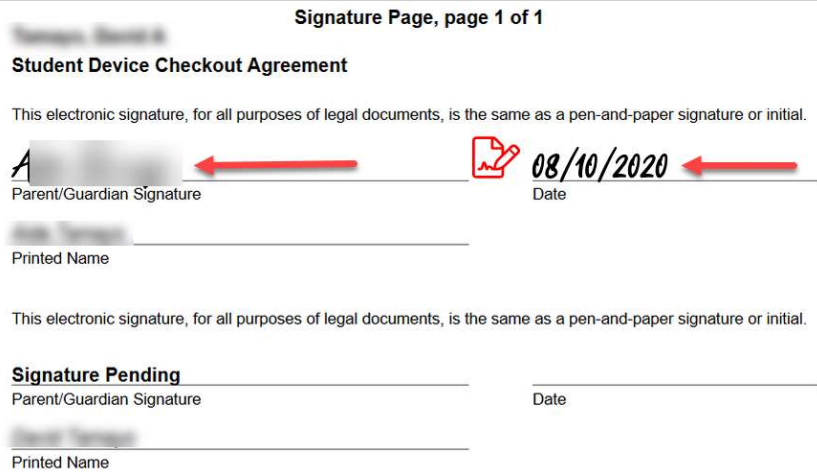 Signature Page, page 1 of 1
Student Device Checkout Agreement
This electronic signature, for all purposes of legal documents, is the same as a pen-and-paper signature or initial.
08/10/2020
Parent/Guardian Signature Date
Printed Name
This electronic signature, for all purposes of legal documents, is the same as a pen-and-paper signature or initial.
Signature Pending
Parent/Guardian Signature Date
Printed Name